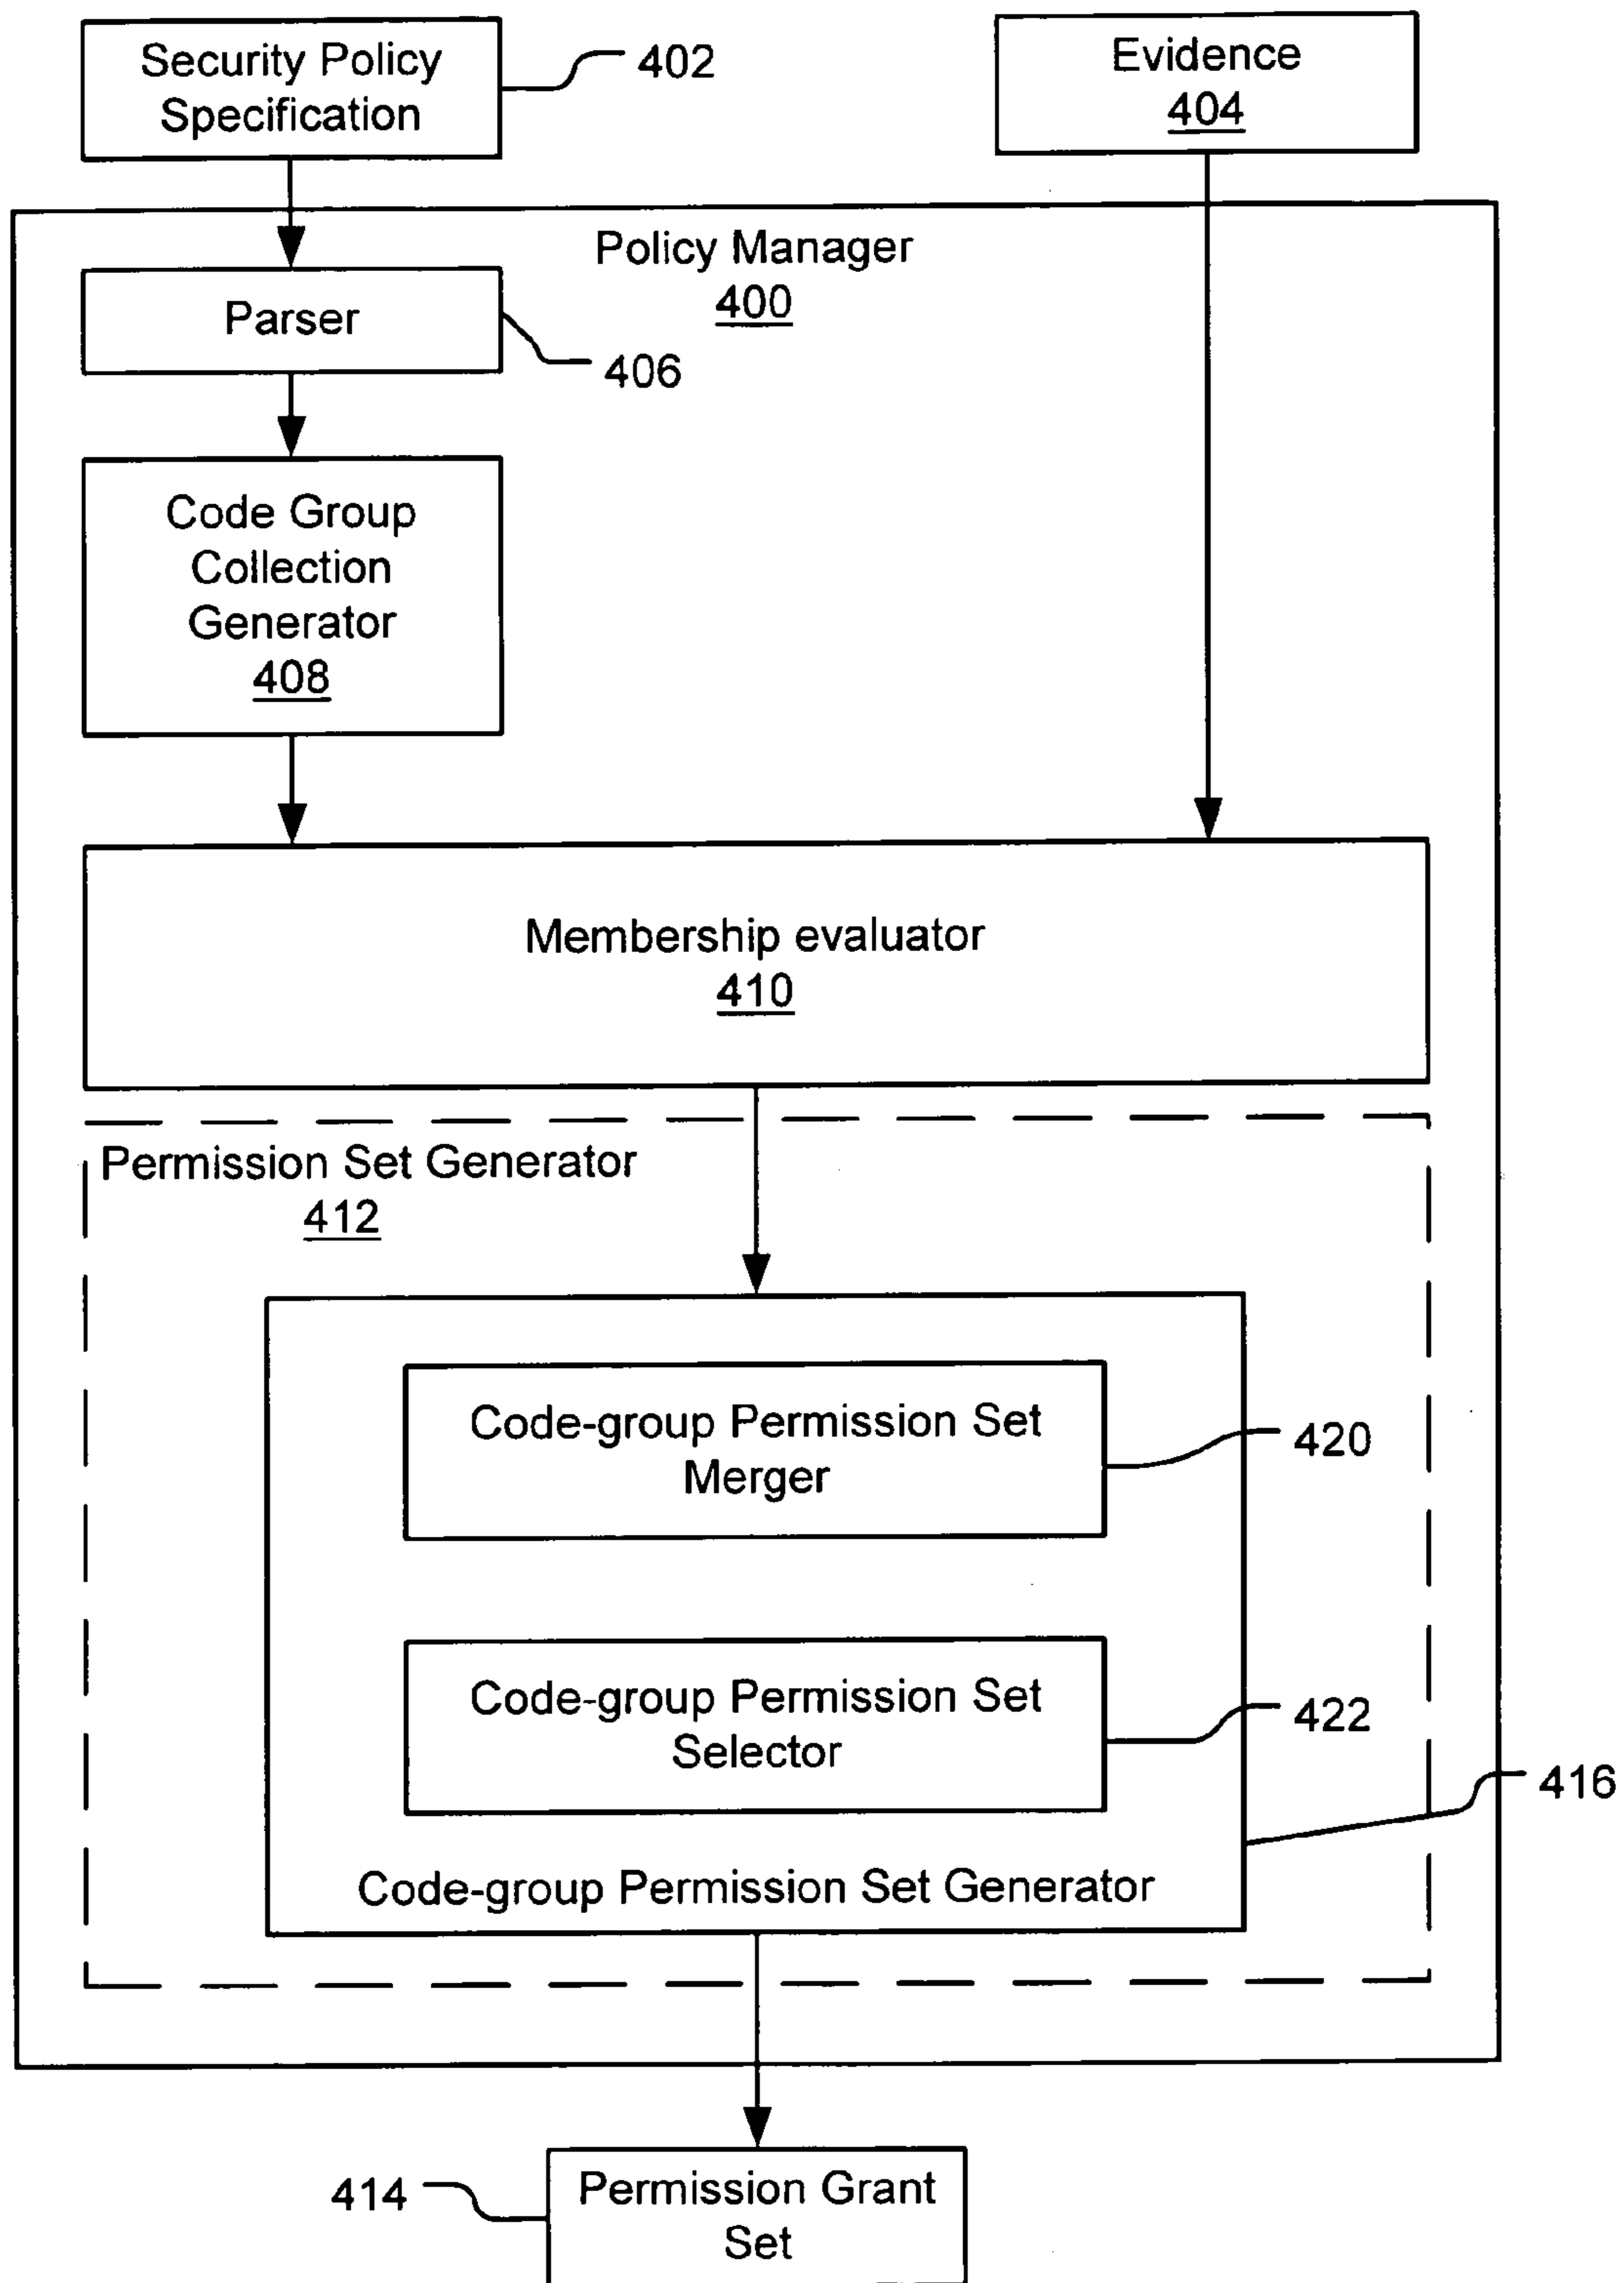 Security Policy
Specification
402
Evidence
404
Policy Manager
400
Parser
406
Code Group
Collection
Generator
408
Membership evaluator
410
Permission Set Generator
412
Code-group Permission Set
Merger
420
Code-group Permission Set
Selector
422
416
Code-group Permission Set Generator
414
Permission Grant
Set